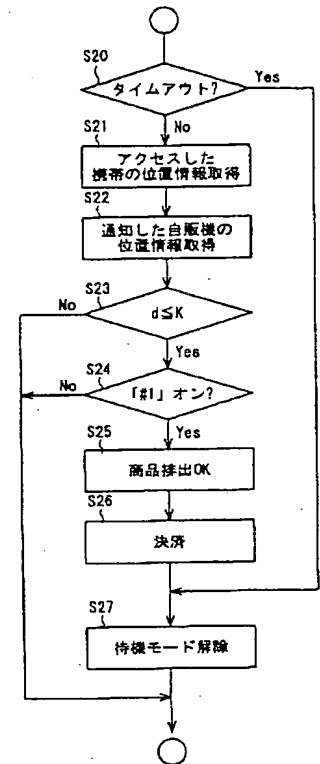 S20
タイムアウト?
Yes
No
S21
アクセスした
携帯の位置情報取得
S22
通知した自販機の
位置情報取得
S23
No
d≦K
Yes
S24
No
「#1」オン?
Yes
S25
商品排出OK
S26
決済
S27
待機モード解除